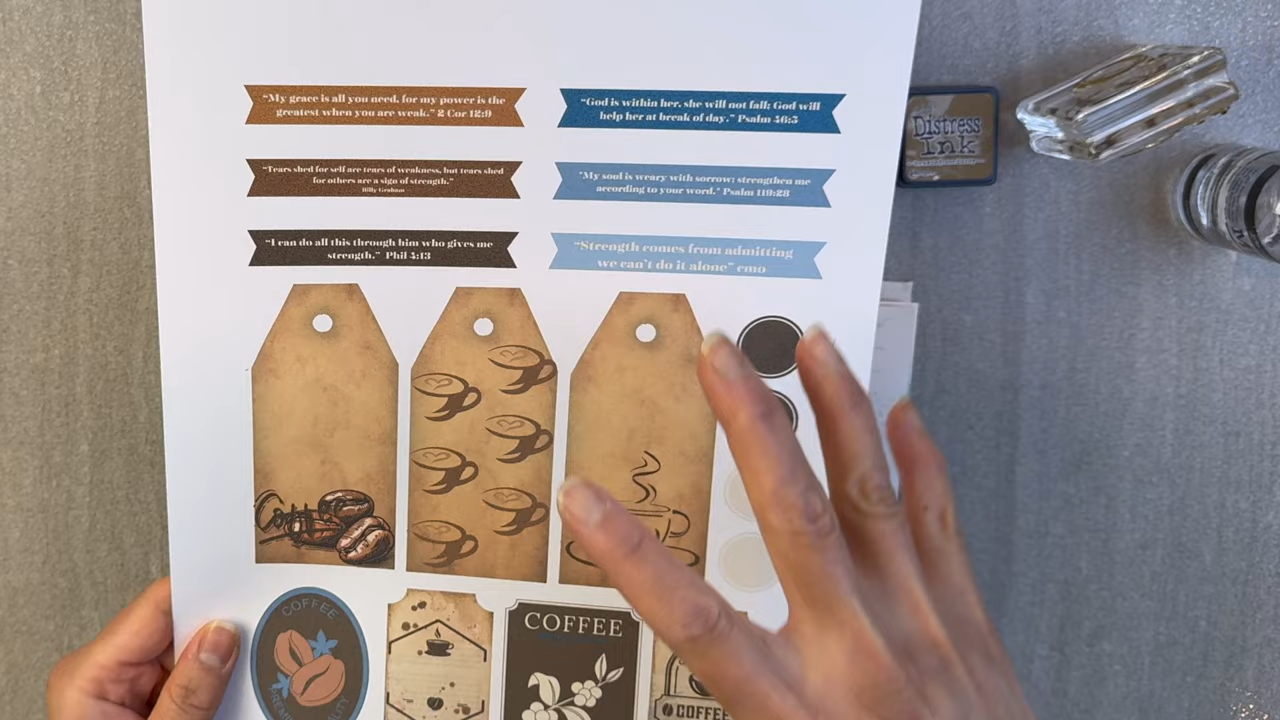 “My grace is all you need, for my power is the
greatest when you are weak.” 2 Cor 12:9
“God is within her, she will not fall; God will
help her at break of day.” Psalm 46:5
“Tears shed for self are tears of weakness, but tears shed
for others are a sign of strength.”
Billy Graham
"My soul is weary with sorrow; strengthen me
according to your word." Psalm 119:28
“I can do all this through him who gives me
strength.” Phil 4:13
“Strength comes from admitting
we can’t do it alone” cmo
Distress
Ink
COFFEE
COFFEE
COFFEE